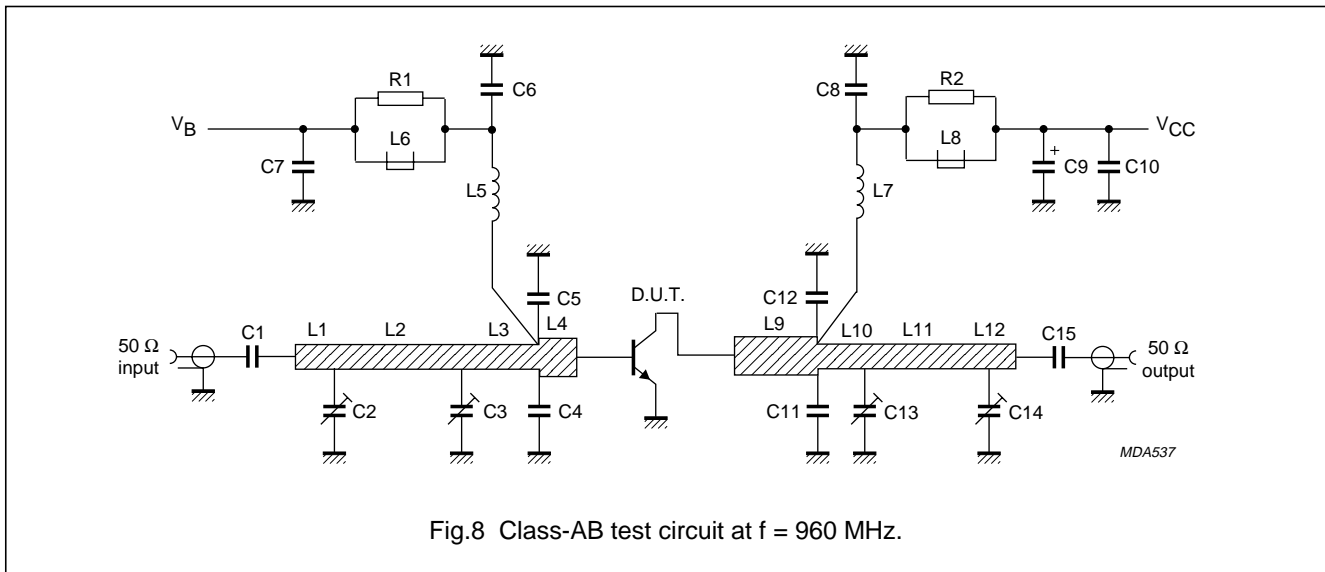 R1
C6
C8
R2
V_B
L6
L8
V_CC
C7
L5
L7
+
C9
C10
C5
D.U.T.
C12
50 Ω
input
C1
L1
L2
L3
L4
L9
L10
L11
L12
C15
50 Ω
output
C2
C3
C4
C11
C13
C14
MDA537
Fig.8 Class-AB test circuit at f = 960 MHz.